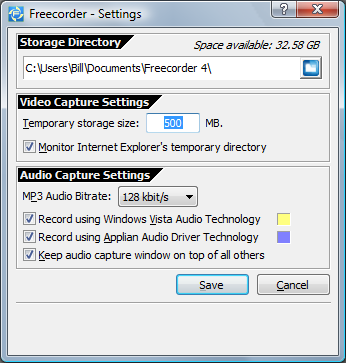 Freecorder - Settings
Storage Directory
Space available: 32.58 GB
C:\Users\Bill\Documents\Freecorder 4\
Video Capture Settings
Temporary storage size: 500 MB.
Monitor Internet Explorer's temporary directory
Audio Capture Settings
MP3 Audio Bitrate: 128 kbit/s
Record using Windows Vista Audio Technology
Record using Applian Audio Driver Technology
Keep audio capture window on top of all others
Save Cancel